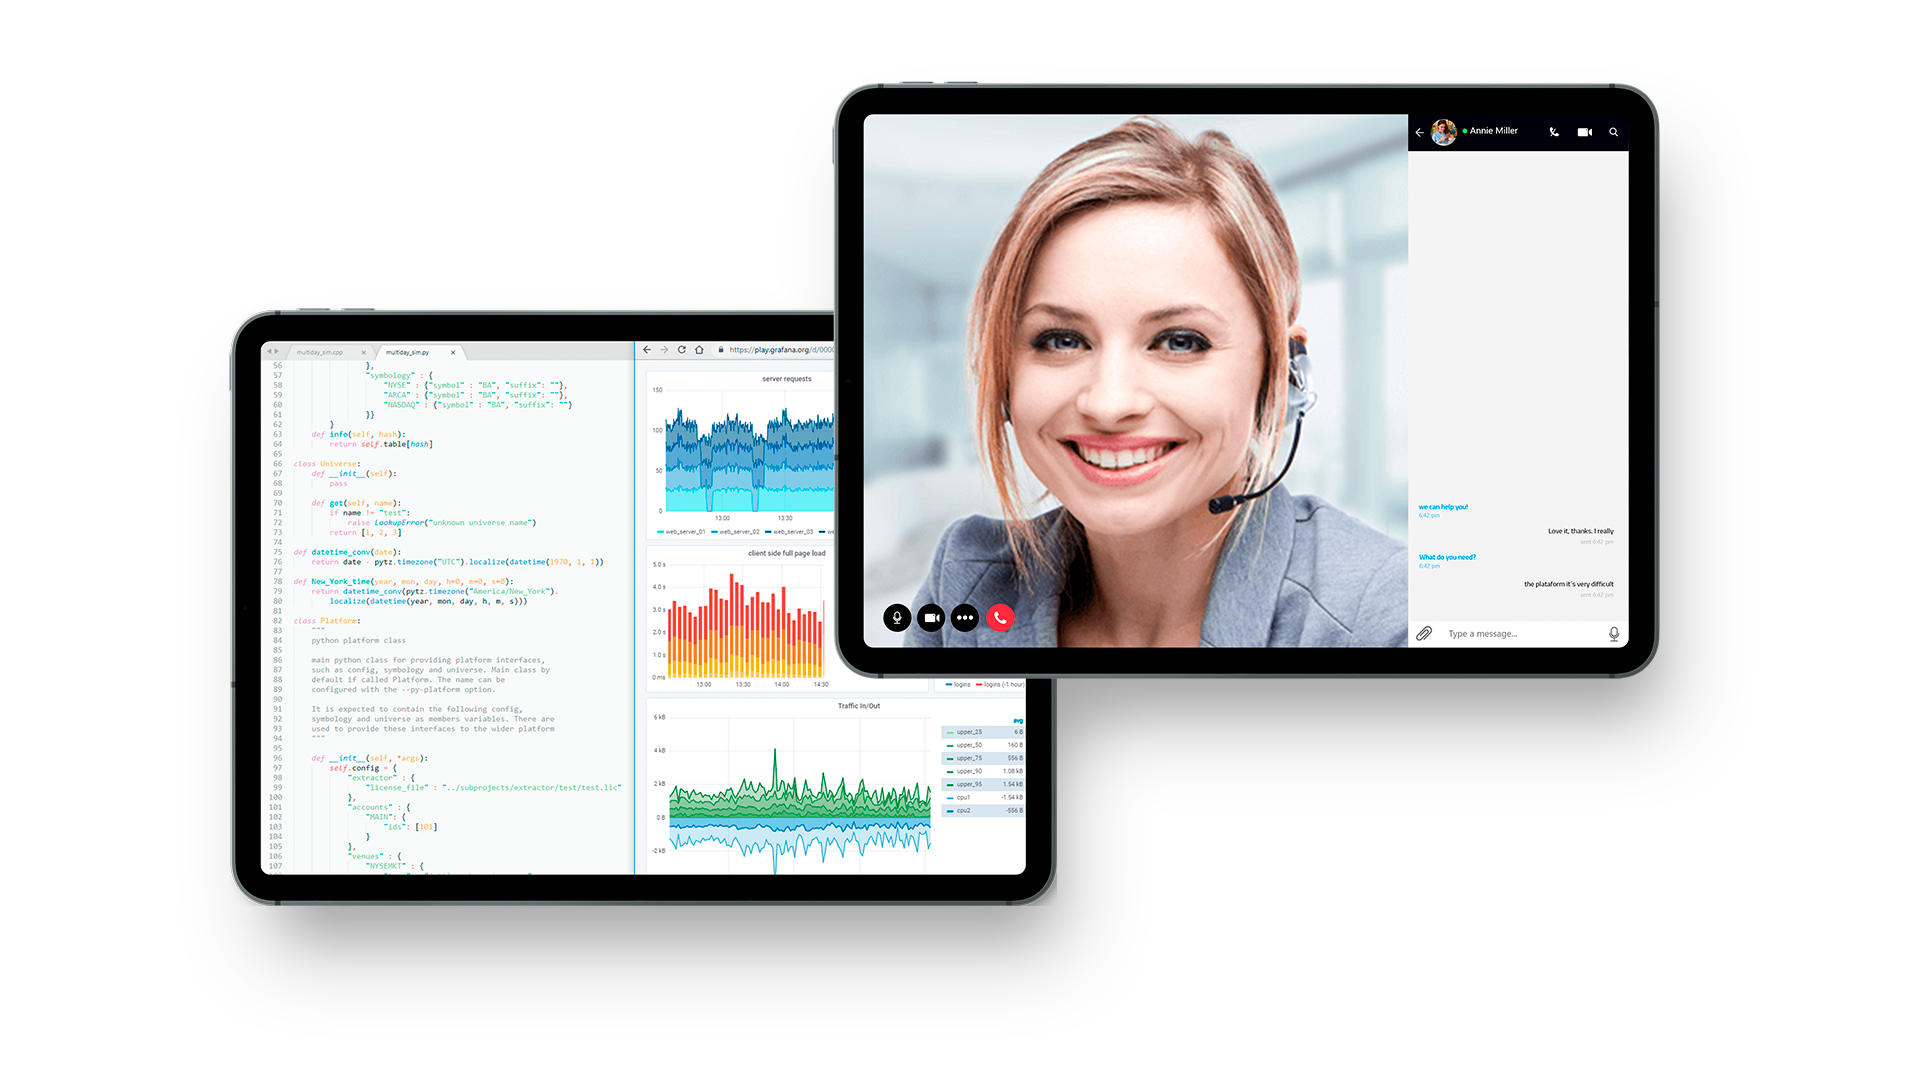 multiday_sim.cpp
multiday_sim.py
56 },
57 "symbology" : {
58 "NYSE" : {"symbol" : "BA", "suffix": ""},
59 "ARCA" : {"symbol" : "BA", "suffix": ""},
60 "NASDAQ" : {"symbol" : "BA", "suffix": ""}
61 }}
62 }
63 def info(self, hash):
64 return self.table[hash]
65
66 class Universe:
67 def __init__(self):
68 pass
69
70 def get(self, name):
71 if name != "test":
72 raise LookupError("unknown universe name")
73 return [1, 2, 3]
74
75 def datetime_conv(date):
76 return date - pytz.timezone("UTC").localize(datetime(1970, 1, 1))
77
78 def New_York_time(year, mon, day, h=0, m=0, s=0):
79 return datetime_conv(pytz.timezone("America/New_York").
80 localize(datetime(year, mon, day, h, m, s)))
81
82 class Platform:
83 """
84 python platform class
85
86 main python class for providing platform interfaces,
87 such as config, symbology and universe. Main class by
88 default if called Platform. The name can be
89 configured with the --py-platform option.
90
91 It is expected to contain the following config,
92 symbology and universe as members variables. There are
93 used to provide these interfaces to the wider platform
94 """
95
96 def __init__(self, *args):
97 self.config = {
98 "extractor" : {
99 "license_file" : "../subprojects/extractor/test/test.lic"
100 },
101 "accounts" : {
102 "MAIN": {
103 "ids": [101]
104 }
105 },
106 "venues" : {
107 "NYSEMKT" : {
https://play.grafana.org/d/000
server requests
150
100
50
0
13:00 13:30
web_server_01 web_server_02 web_server_03 we
client side full page load
5.0 s
4.0 s
3.0 s
2.0 s
1.0 s
0 ms
13:00 13:30 14:00 14:30
logins logins (-1 hour)
Traffic In/Out
6 kB
4 kB
2 kB
0 B
-2 kB
avg
upper_25 6 B
upper_50 160 B
upper_75 556 B
upper_90 1.08 kB
upper_95 1.54 kB
cpu1 -1.54 kB
cpu2 -556 B
Annie Miller
we can help you!
6:42 pm
Love it, thanks. I really
sent 6:42 pm
What do you need?
6:42 pm
the plataform it's very difficult
sent 6:42 pm
Type a message...